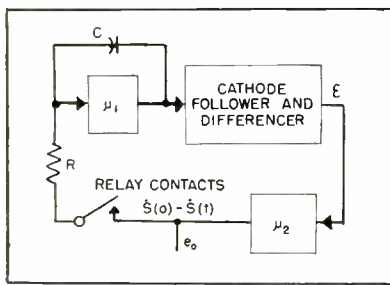 C
μ₁
CATHODE
FOLLOWER AND
DIFFERENCER
ε
R
RELAY CONTACTS
Ṡ(o) - Ṡ(t)
μ₂
e₀